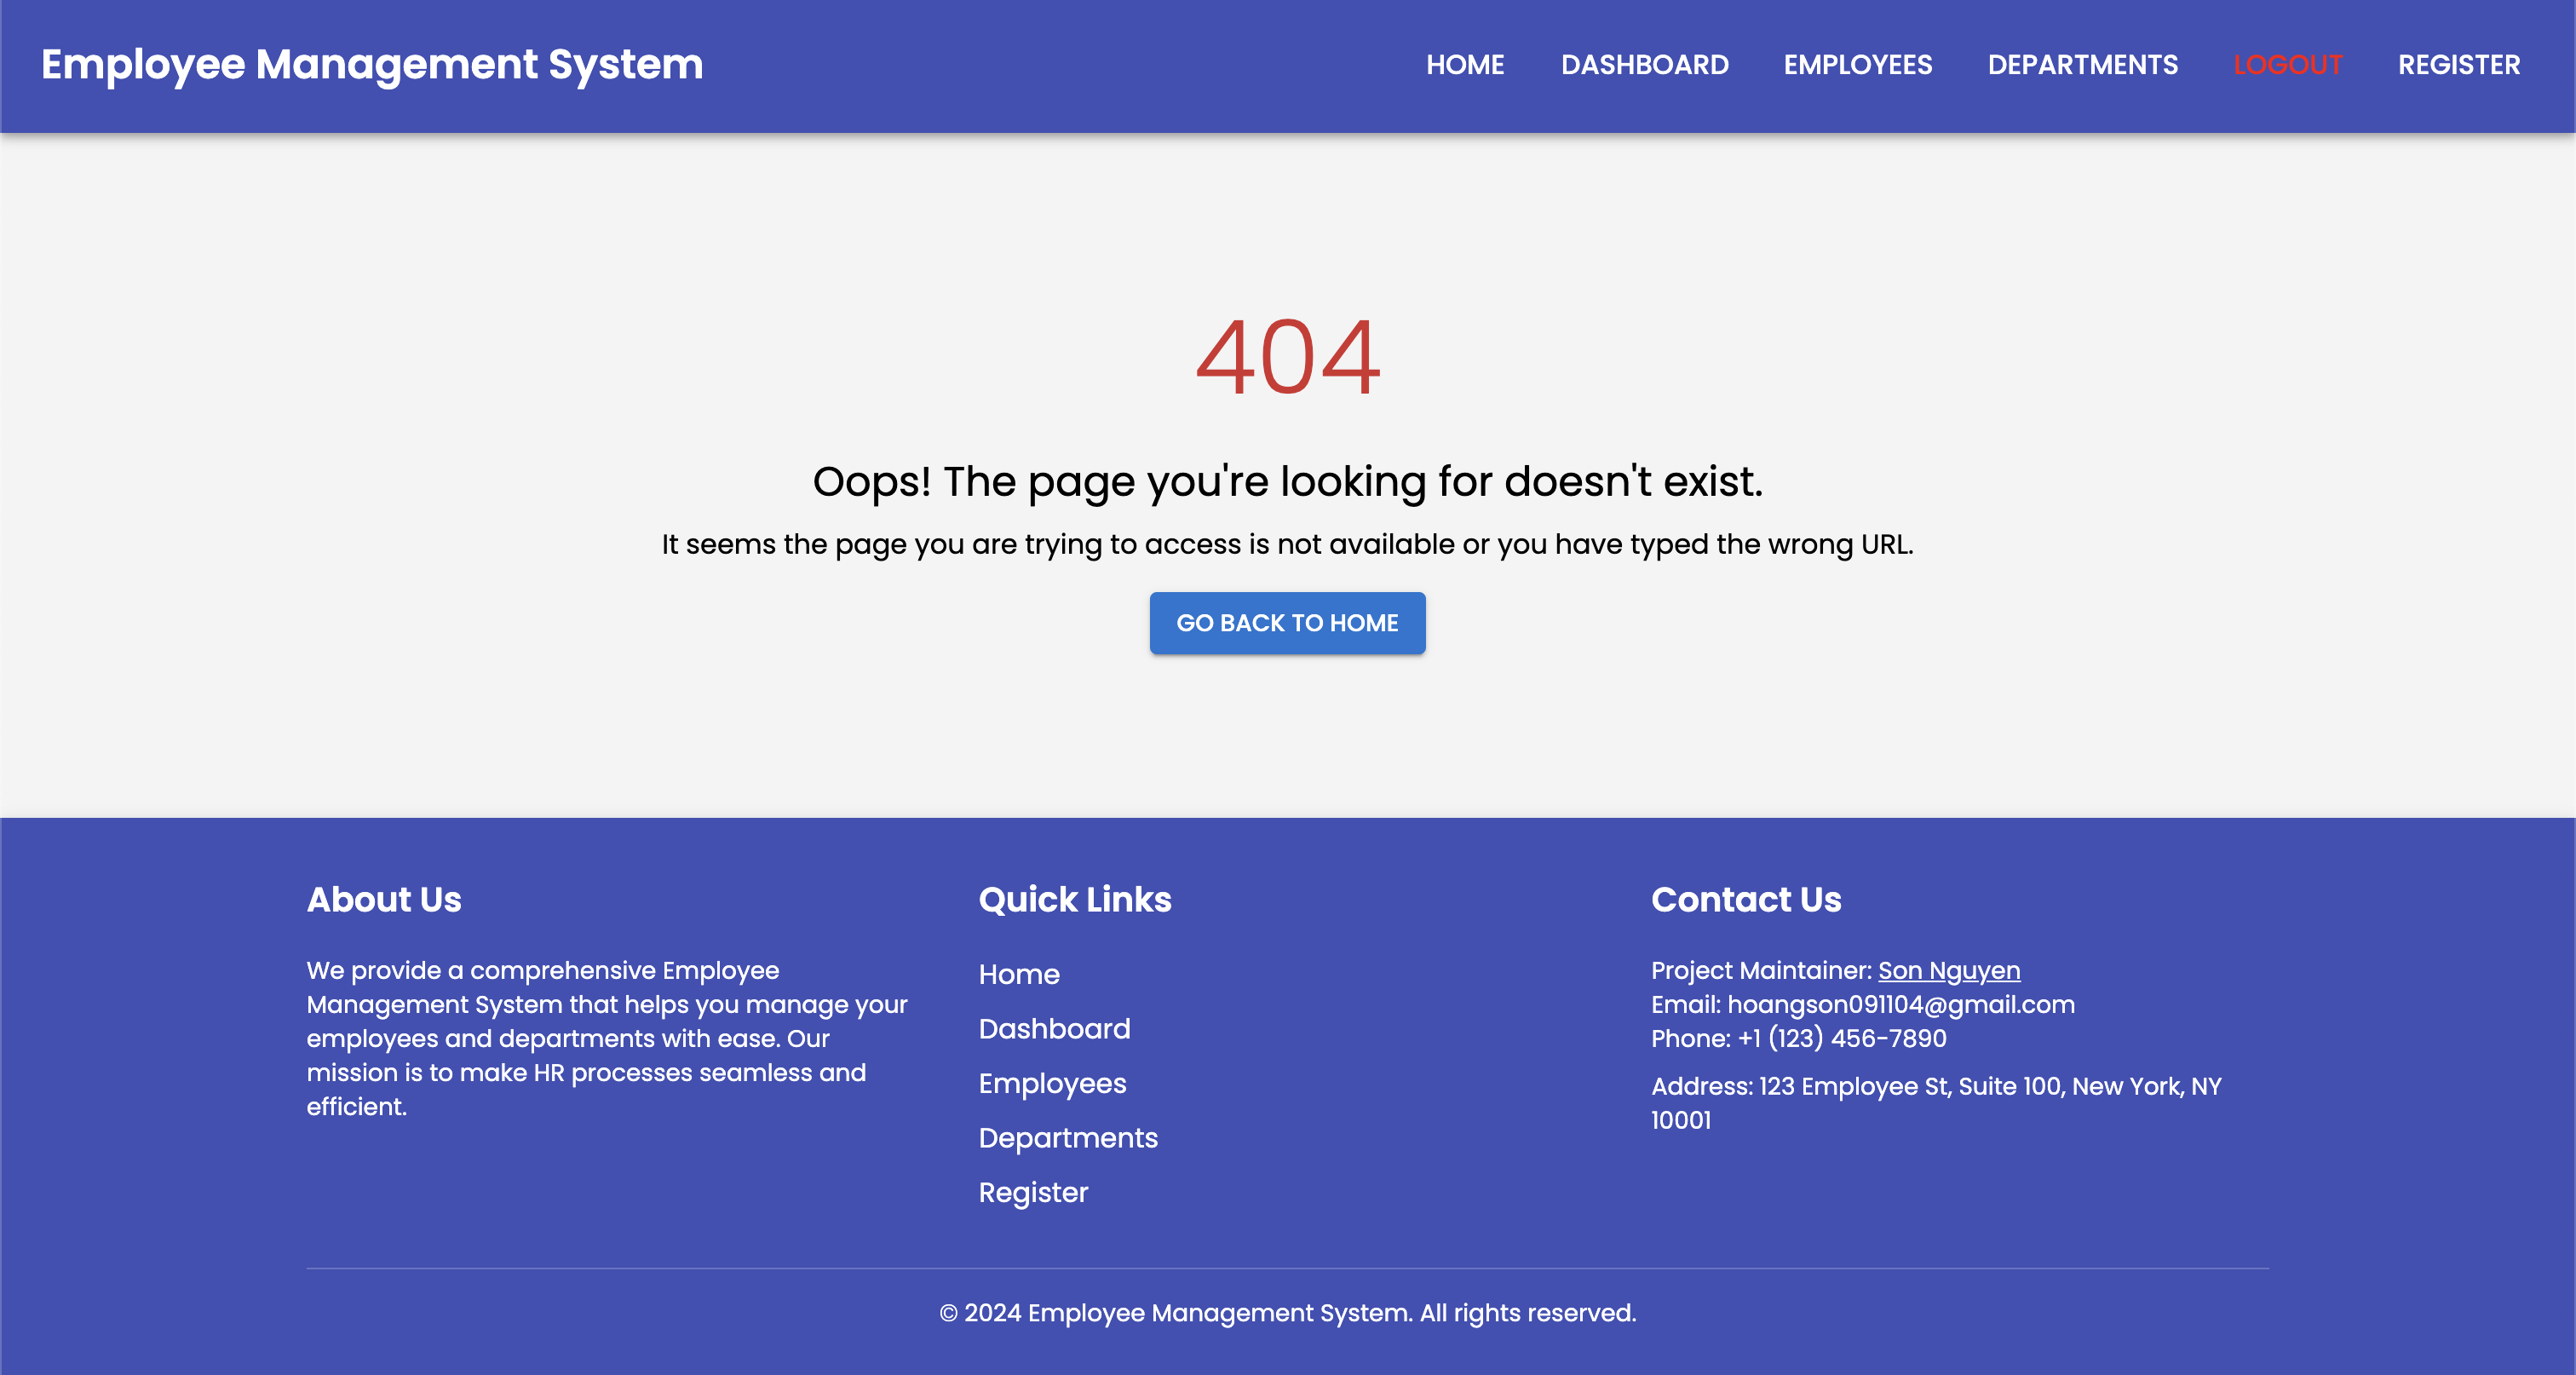 Employee Management System
HOME DASHBOARD EMPLOYEES DEPARTMENTS LOGOUT REGISTER
404
Oops! The page you're looking for doesn't exist.
It seems the page you are trying to access is not available or you have typed the wrong URL.
GO BACK TO HOME
About Us
We provide a comprehensive Employee
Management System that helps you manage your
employees and departments with ease. Our
mission is to make HR processes seamless and
efficient.
Quick Links
Home
Dashboard
Employees
Departments
Register
Contact Us
Project Maintainer: Son Nguyen
Email: hoangson091104@gmail.com
Phone: +1 (123) 456-7890
Address: 123 Employee St, Suite 100, New York, NY
10001
© 2024 Employee Management System. All rights reserved.